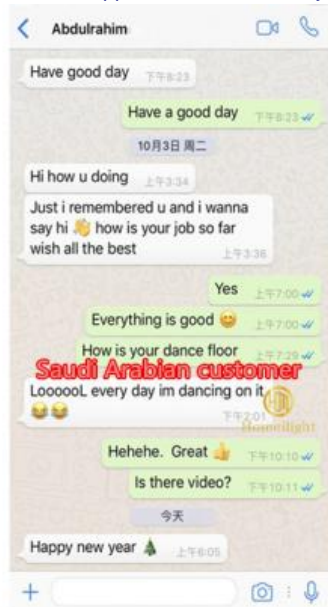 Abdulrahim
Have good day 下午8:23
Have a good day 下午8:23
10月3日 周二
Hi how u doing 上午3:34
Just i remembered u and i wanna
say hi 👋 how is your job so far
wish all the best 上午3:36
Yes 上午7:00
Everything is good 😄 上午7:00
How is your dance floor 上午7:29
Saudi Arabian customer
LoooooL every day im dancing on it
😂😂 下午2:01
Homeilight
Hehehe. Great 👍 下午10:10
Is there video? 下午10:11
今天
Happy new year 🎄 上午6:05